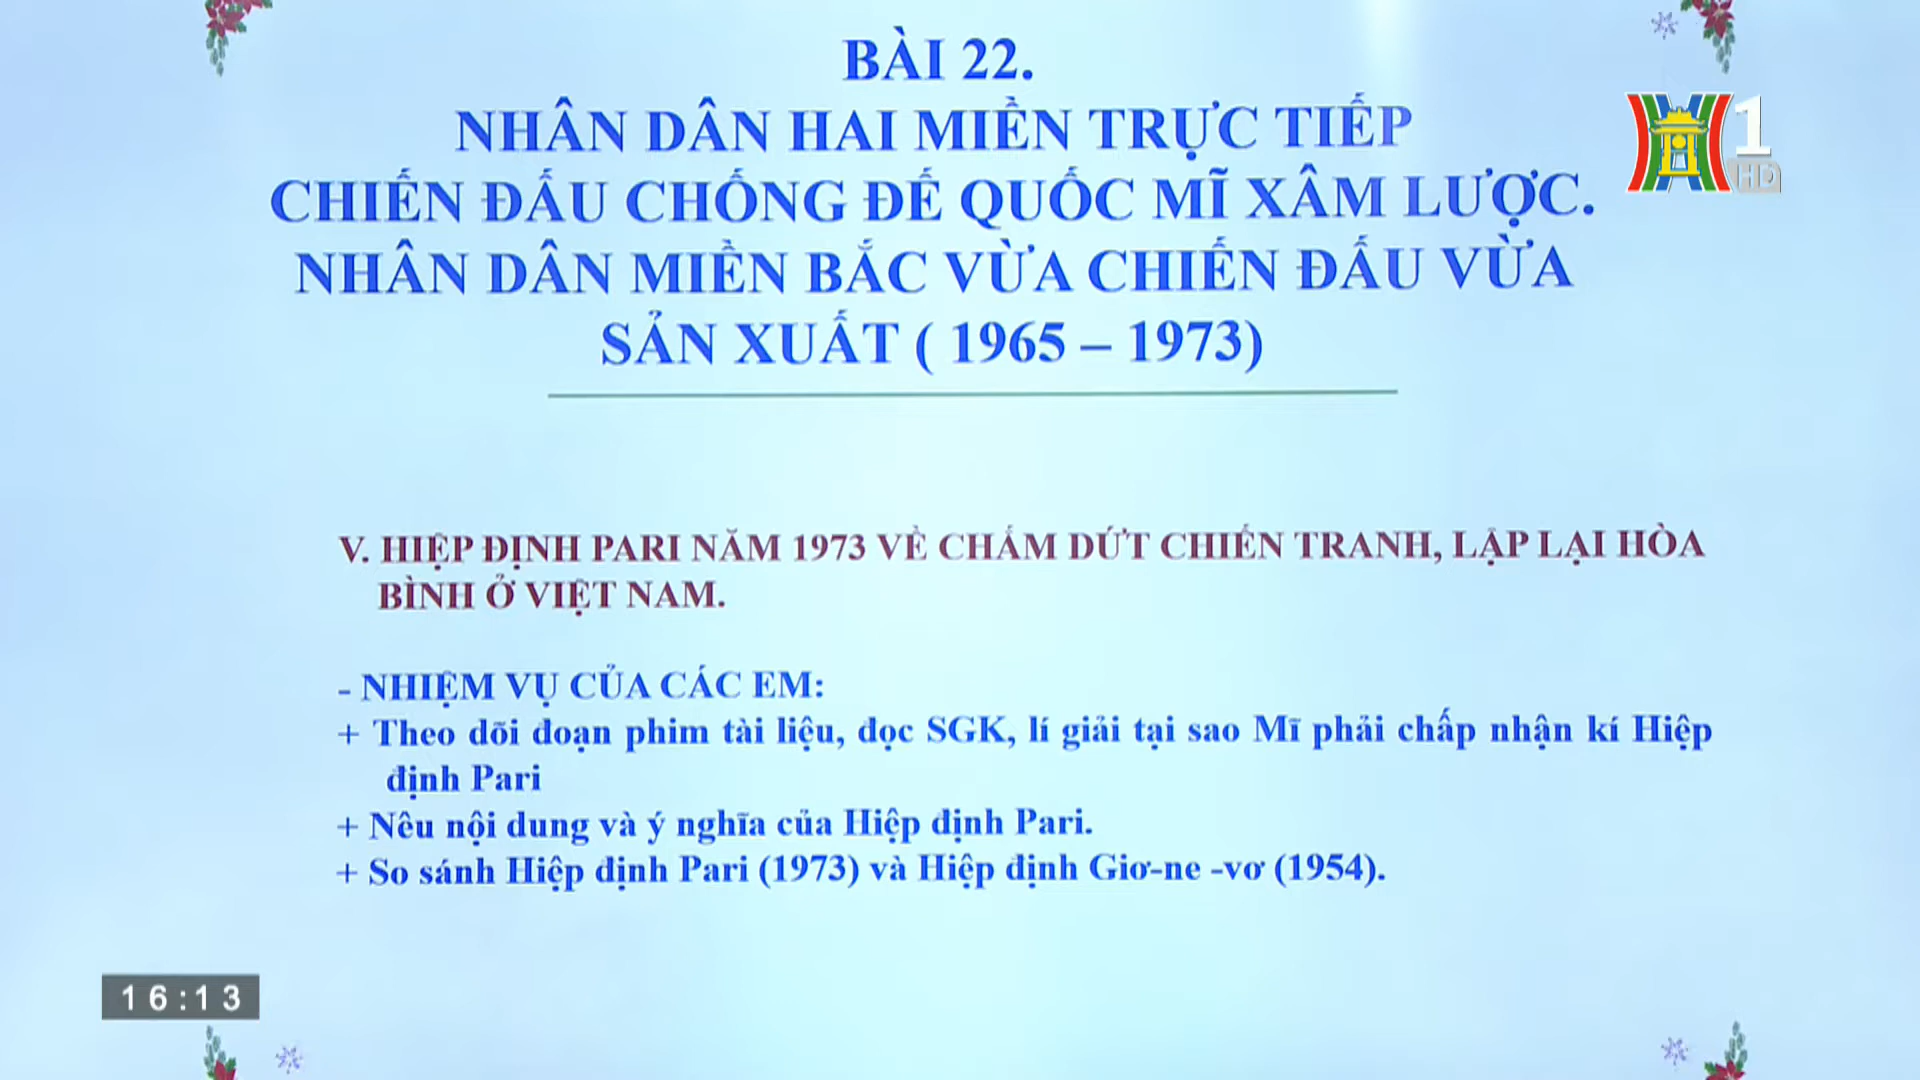 BÀI 22.
NHÂN DÂN HAI MIỀN TRỰC TIẾP
CHIẾN ĐẤU CHỐNG ĐẾ QUỐC MĨ XÂM LƯỢC.
NHÂN DÂN MIỀN BẮC VỪA CHIẾN ĐẤU VỪA
SẢN XUẤT ( 1965 – 1973)
1
HD
V. HIỆP ĐỊNH PARI NĂM 1973 VỀ CHẤM DỨT CHIẾN TRANH, LẬP LẠI HÒA
BÌNH Ở VIỆT NAM.
- NHIỆM VỤ CỦA CÁC EM:
+ Theo dõi đoạn phim tài liệu, đọc SGK, lí giải tại sao Mĩ phải chấp nhận kí Hiệp
định Pari
+ Nêu nội dung và ý nghĩa của Hiệp định Pari.
+ So sánh Hiệp định Pari (1973) và Hiệp định Giơ-ne -vơ (1954).
16:13